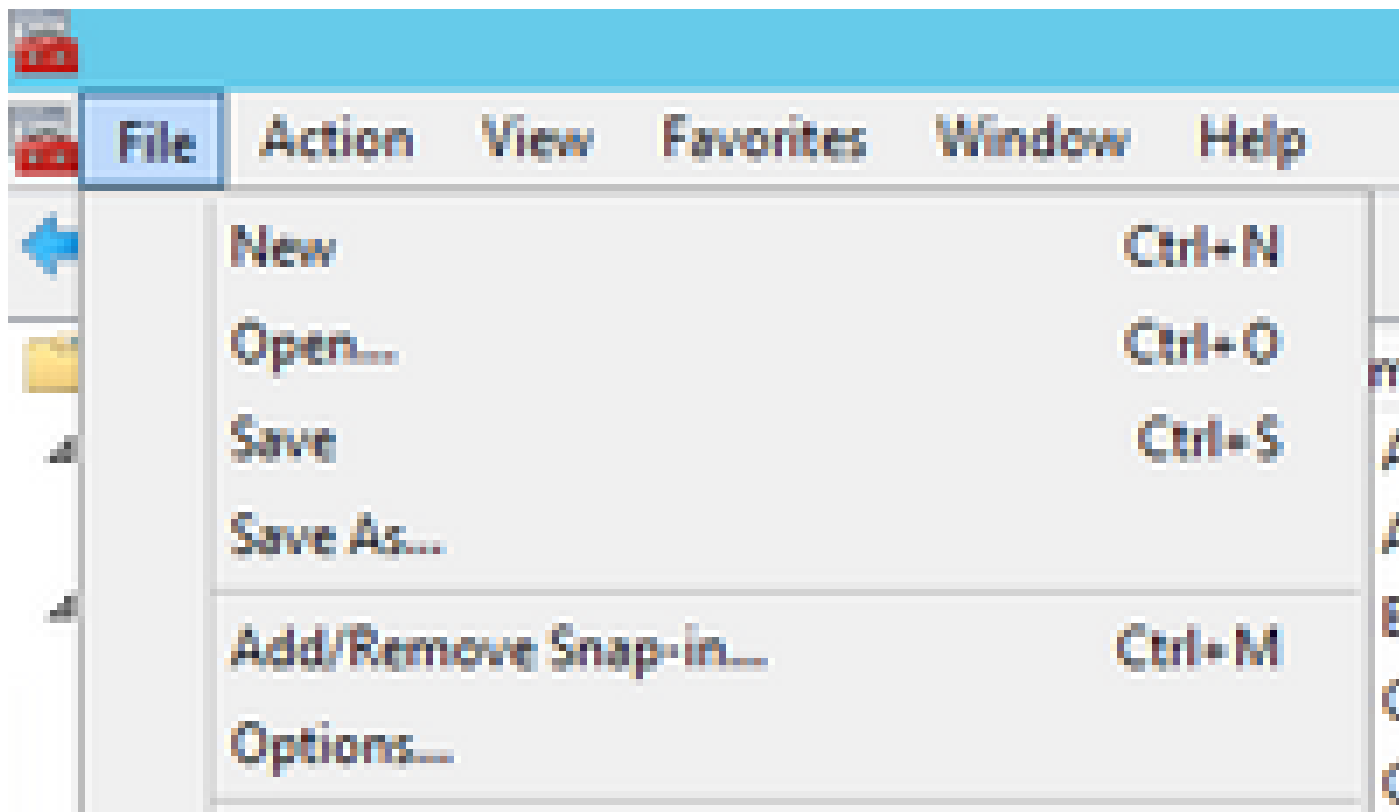 File Action View Favorites Window Help
New Ctrl+N
Open... Ctrl+O
Save Ctrl+S
Save As...
Add/Remove Snap-in... Ctrl+M
Options...